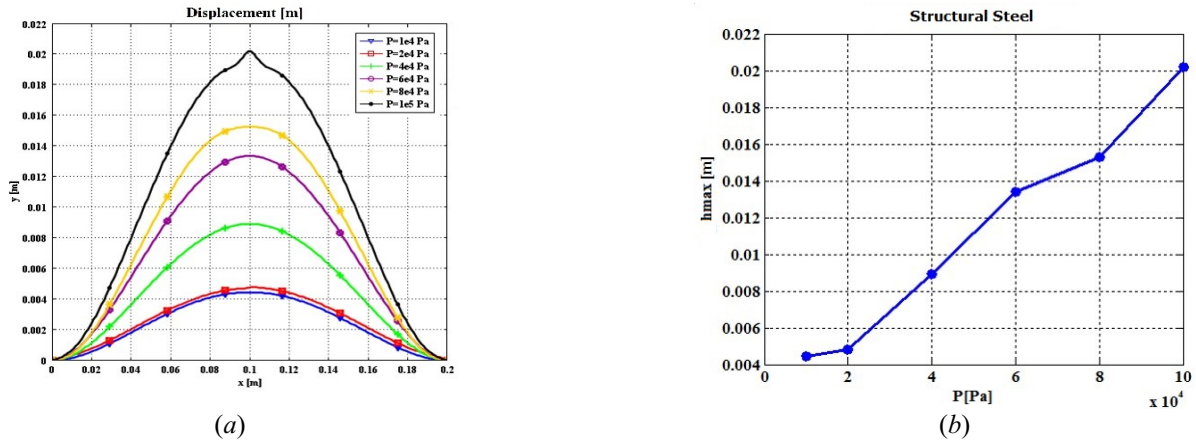 Displacement [m]
0.022
0.02
0.018
0.016
0.014
0.012
0.01
0.008
0.006
0.004
0.002
0
y [m]
P=1e4 Pa
P=2e4 Pa
P=4e4 Pa
P=6e4 Pa
P=8e4 Pa
P=1e5 Pa
0 0.02 0.04 0.06 0.08 0.1 0.12 0.14 0.16 0.18 0.2
x [m]
(a)
Structural Steel
0.022
0.02
0.018
0.016
0.014
0.012
0.01
0.008
0.006
0.004
hmax [m]
0 2 4 6 8 10
P[Pa]
x 10⁴
(b)